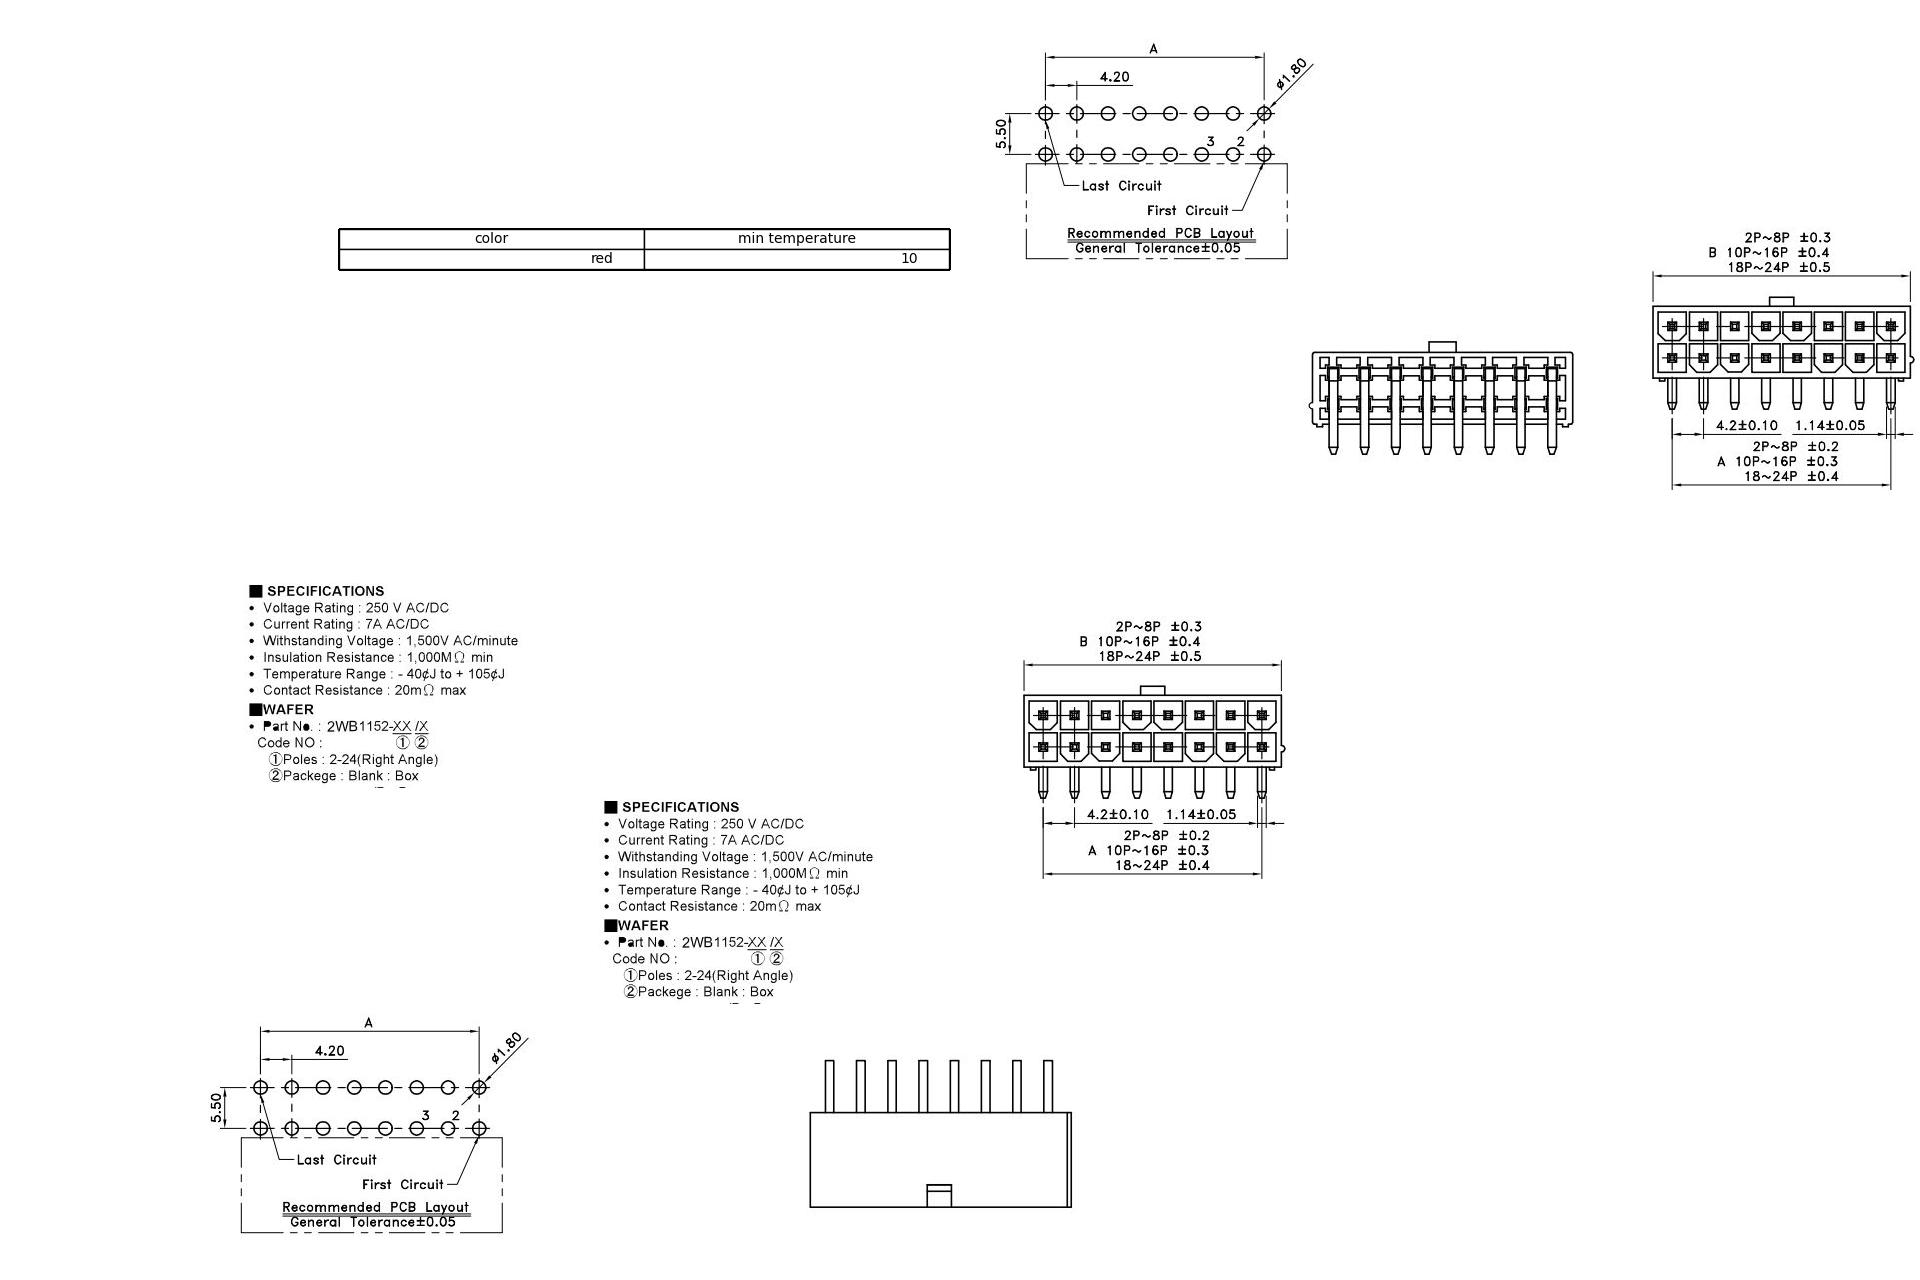 A
4.20
ø1.80
5.50
3 2
Last Circuit
First Circuit
Recommended PCB Layout
General Tolerance±0.05
color min temperature
red 10
2P~8P ±0.3
B 10P~16P ±0.4
18P~24P ±0.5
4.2±0.10 1.14±0.05
2P~8P ±0.2
A 10P~16P ±0.3
18~24P ±0.4
■ SPECIFICATIONS
• Voltage Rating : 250 V AC/DC
• Current Rating : 7A AC/DC
• Withstanding Voltage : 1,500V AC/minute
• Insulation Resistance : 1,000MΩ min
• Temperature Range : - 40¢J to + 105¢J
• Contact Resistance : 20mΩ max
■WAFER
• Part No. : 2WB1152-XX /X
Code NO : ① ②
①Poles : 2-24(Right Angle)
②Packege : Blank : Box
2P~8P ±0.3
B 10P~16P ±0.4
18P~24P ±0.5
4.2±0.10 1.14±0.05
2P~8P ±0.2
A 10P~16P ±0.3
18~24P ±0.4
■ SPECIFICATIONS
• Voltage Rating : 250 V AC/DC
• Current Rating : 7A AC/DC
• Withstanding Voltage : 1,500V AC/minute
• Insulation Resistance : 1,000MΩ min
• Temperature Range : - 40¢J to + 105¢J
• Contact Resistance : 20mΩ max
■WAFER
• Part No. : 2WB1152-XX /X
Code NO : ① ②
①Poles : 2-24(Right Angle)
②Packege : Blank : Box
A
4.20
ø1.80
5.50
3 2
Last Circuit
First Circuit
Recommended PCB Layout
General Tolerance±0.05